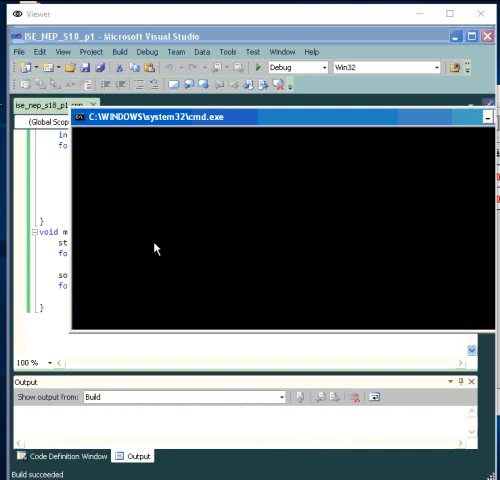 Viewer
ISE_NEP_S18_p1 - Microsoft Visual Studio
File Edit View Project Build Debug Team Data Tools Test Window Help
Debug Win32
ise_nep_s18_p1.cpp
(Global Scop
C:\WINDOWS\system32\cmd.exe
in
fo
}
void m
st
fo
so
fo
}
100 %
Output
Show output from: Build
Code Definition Window Output
Build succeeded